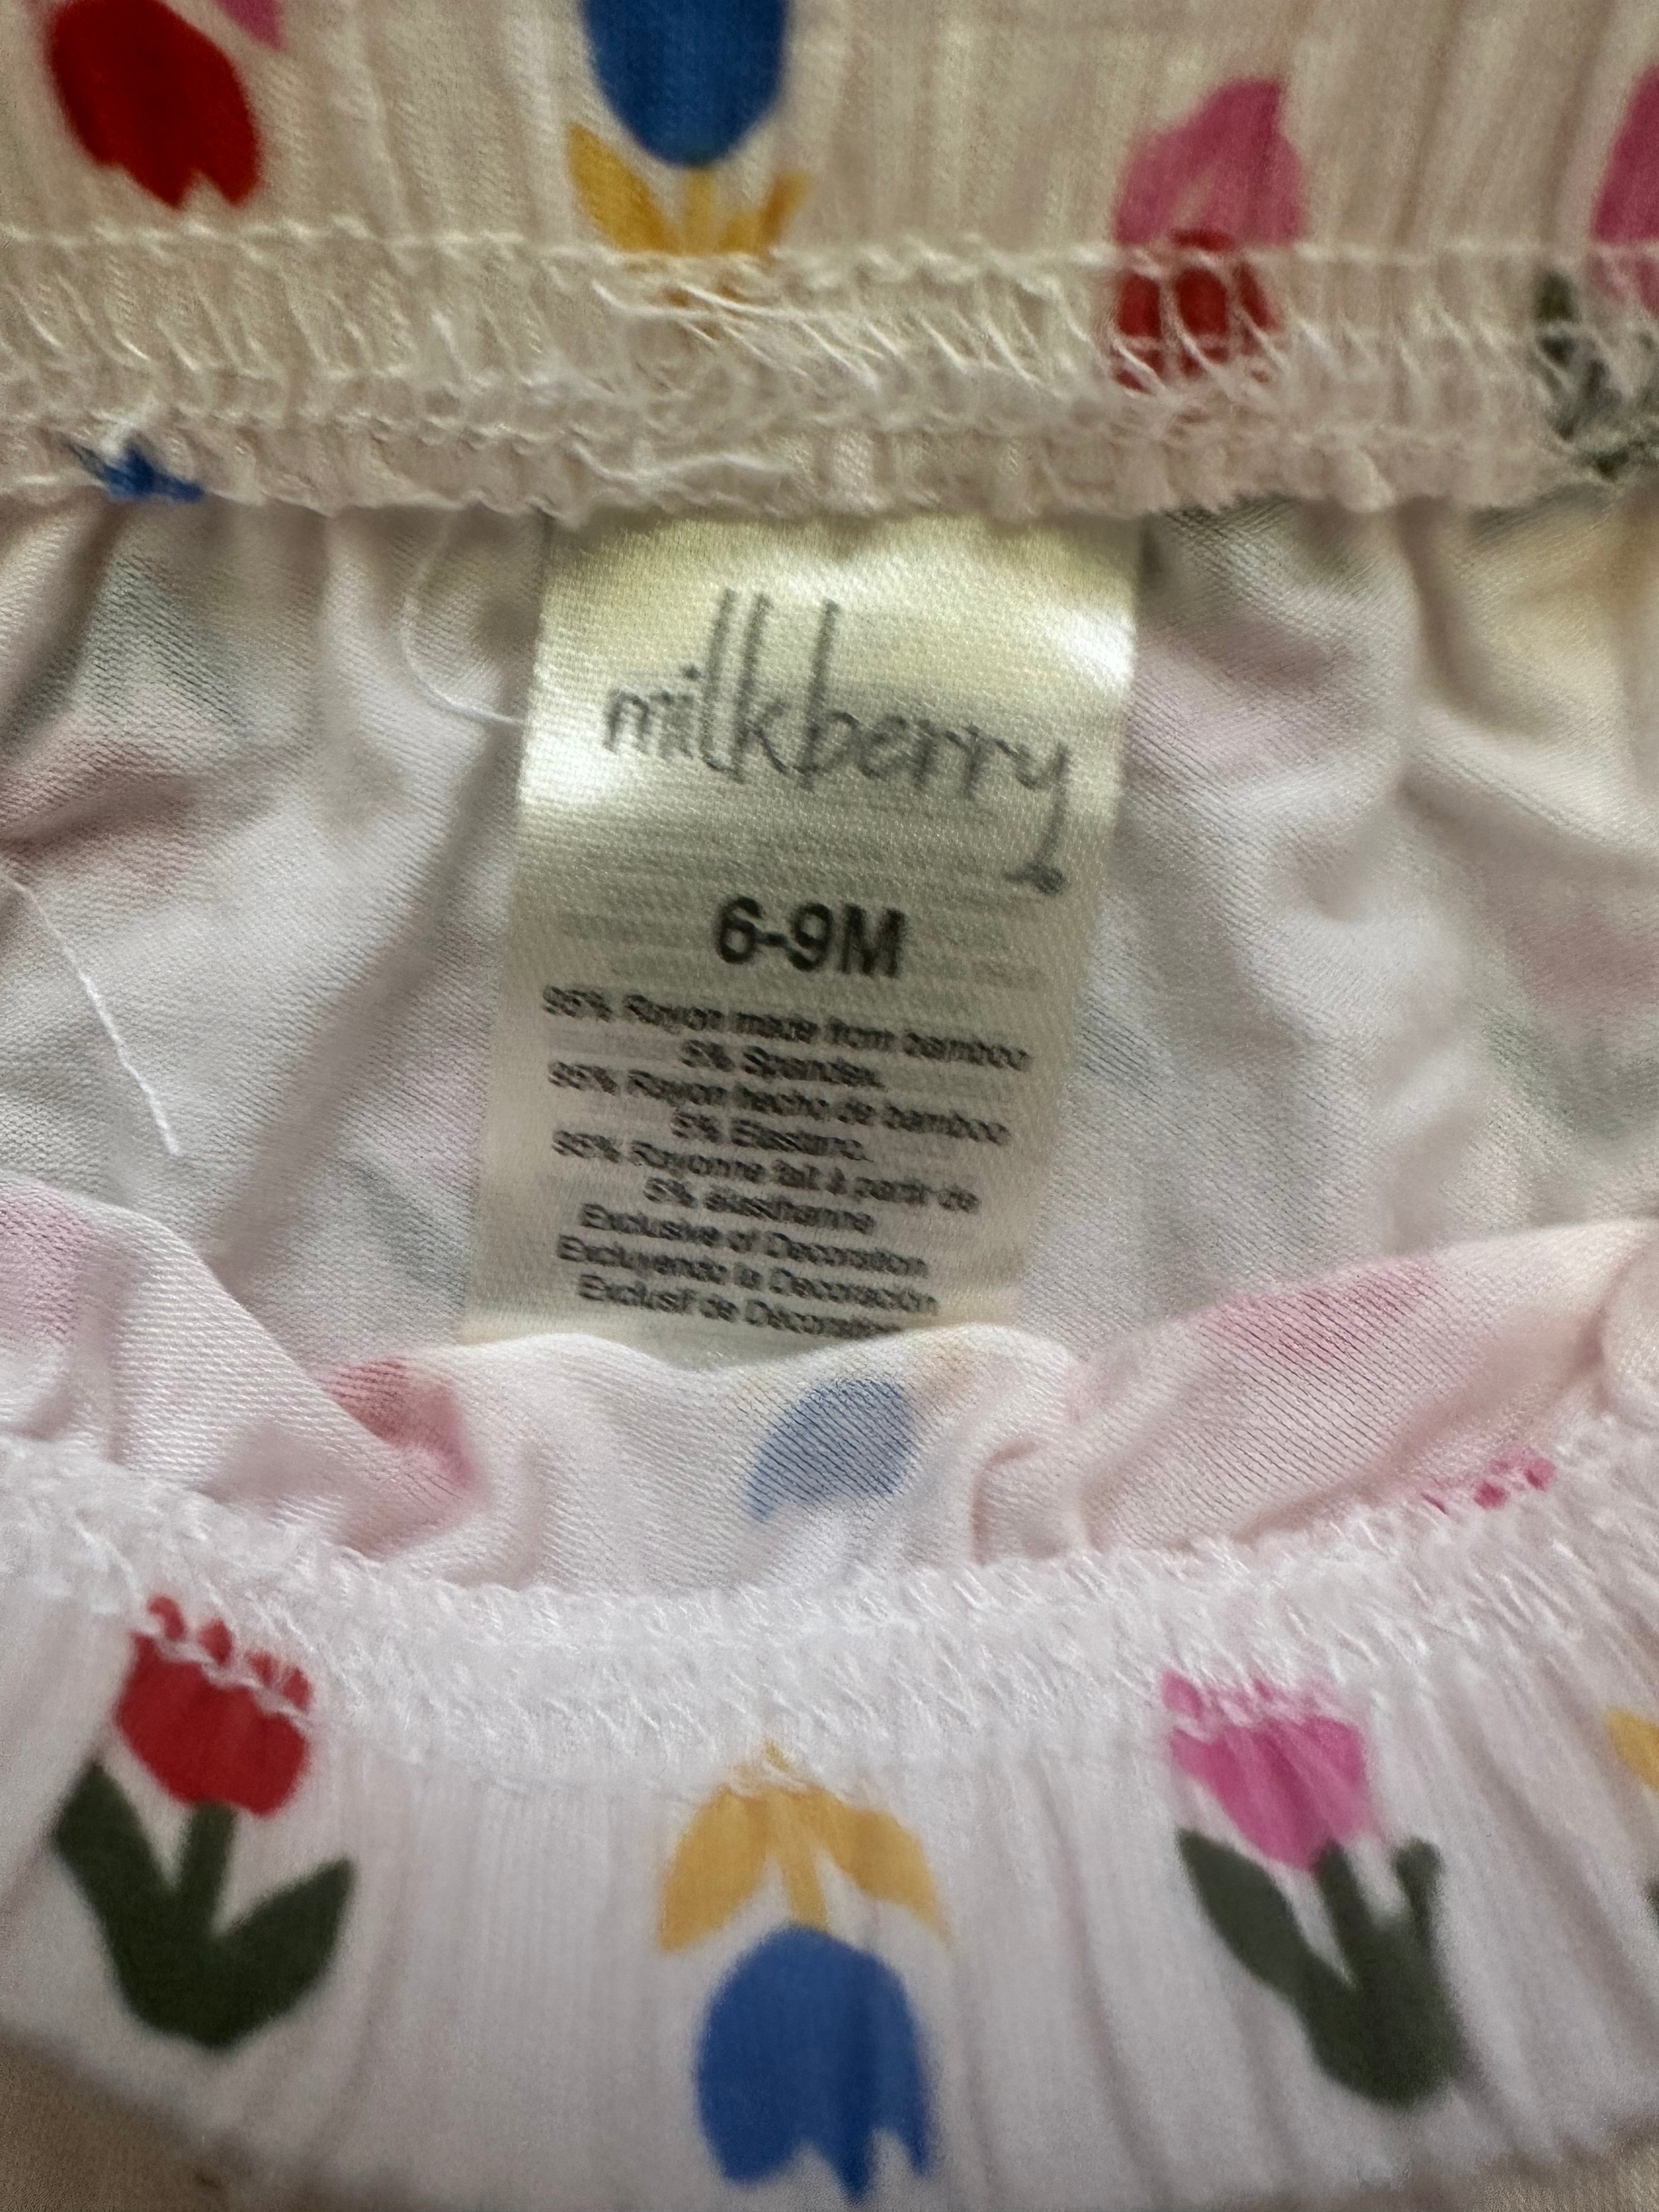 milkberry
6-9M
95% Rayon made from bamboo
5% Spandex.
95% Rayon hecho de bamboo
5% Elastano.
95% Rayonne fait à partir de
5% élasthanne
Exclusive of Decoration
Excluyendo la Decoración
Exclusif de Décoration